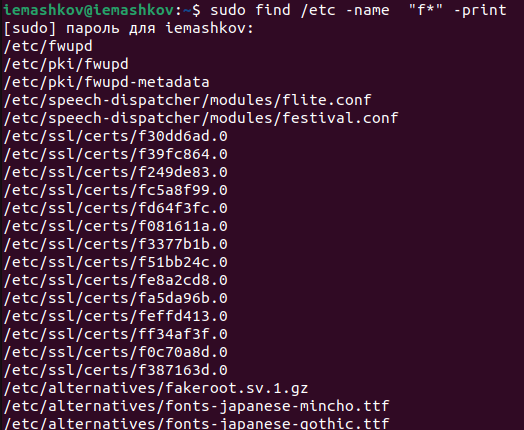 iemashkov@iemashkov:~$ sudo find /etc -name  "f*" -print
[sudo] пароль для iemashkov:
/etc/fwupd
/etc/pki/fwupd
/etc/pki/fwupd-metadata
/etc/speech-dispatcher/modules/flite.conf
/etc/speech-dispatcher/modules/festival.conf
/etc/ssl/certs/f30dd6ad.0
/etc/ssl/certs/f39fc864.0
/etc/ssl/certs/f249de83.0
/etc/ssl/certs/fc5a8f99.0
/etc/ssl/certs/fd64f3fc.0
/etc/ssl/certs/f081611a.0
/etc/ssl/certs/f3377b1b.0
/etc/ssl/certs/f51bb24c.0
/etc/ssl/certs/fe8a2cd8.0
/etc/ssl/certs/fa5da96b.0
/etc/ssl/certs/feffd413.0
/etc/ssl/certs/ff34af3f.0
/etc/ssl/certs/f0c70a8d.0
/etc/ssl/certs/f387163d.0
/etc/alternatives/fakeroot.sv.1.gz
/etc/alternatives/fonts-japanese-mincho.ttf
/etc/alternatives/fonts-japanese-gothic.ttf